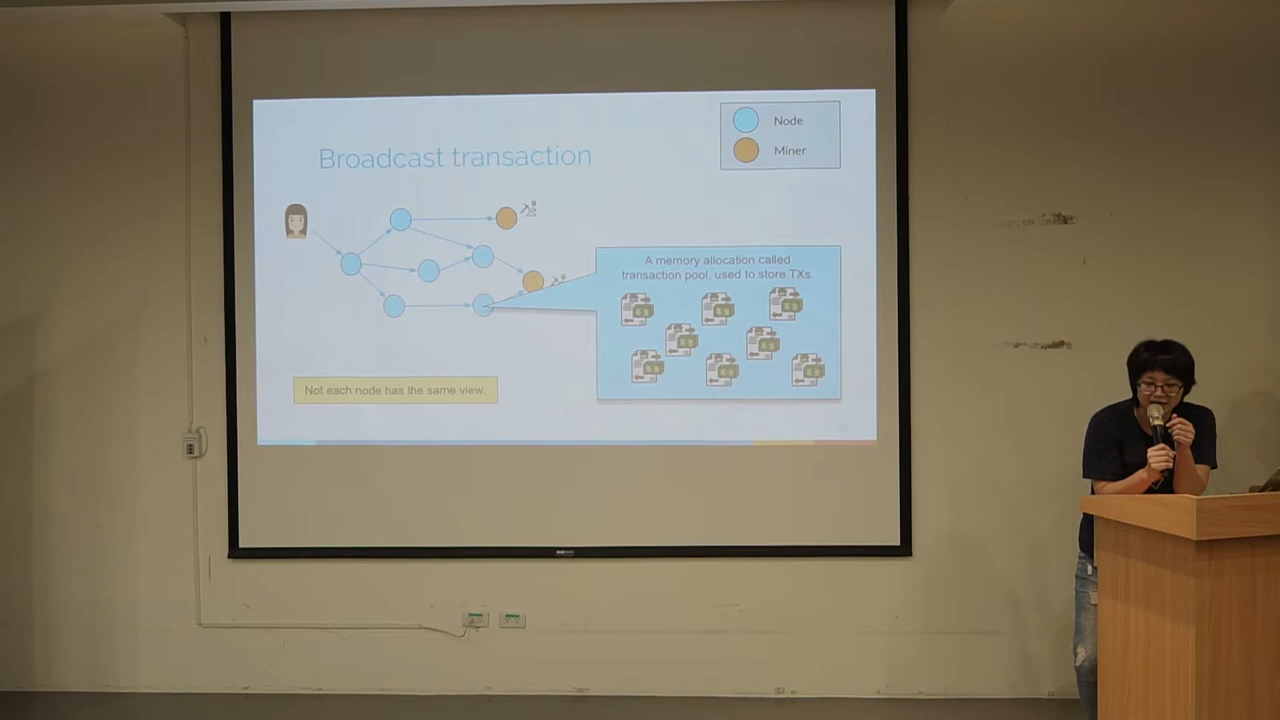 Node
Miner
Broadcast transaction
A memory allocation called
transaction pool, used to store TXs.
Not each node has the same view.